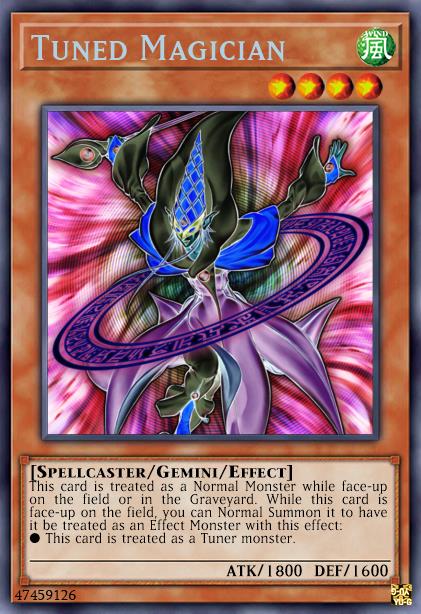 Tuned Magician
WIND
風
[Spellcaster/Gemini/Effect]
This card is treated as a Normal Monster while face-up
on the field or in the Graveyard. While this card is
face-up on the field, you can Normal Summon it to have
it be treated as an Effect Monster with this effect:
● This card is treated as a Tuner monster.
ATK/1800 DEF/1600
47459126